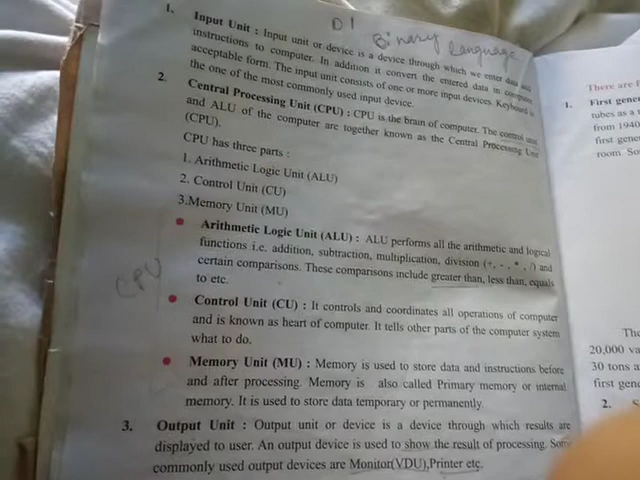 DI
Binary Language
1. Input Unit : Input unit or device is a device through which we enter data and
instructions to computer. In addition it convert the entered data in computer
acceptable form. The input unit consists of one or more input devices. Keyboard is
the one of the most commonly used input device.
2. Central Processing Unit (CPU) : CPU is the brain of computer. The control unit
and ALU of the computer are together known as the Central Processing Unit
(CPU).
CPU has three parts :
1. Arithmetic Logic Unit (ALU)
2. Control Unit (CU)
3.Memory Unit (MU)
• Arithmetic Logic Unit (ALU) : ALU performs all the arithmetic and logical
functions i.e. addition, subtraction, multiplication, division (+, - , * , /) and
certain comparisons. These comparisons include greater than, less than, equals
to etc.
CPU
• Control Unit (CU) : It controls and coordinates all operations of computer
and is known as heart of computer. It tells other parts of the computer system
what to do.
• Memory Unit (MU) : Memory is used to store data and instructions before
and after processing. Memory is also called Primary memory or internal
memory. It is used to store data temporary or permanently.
3. Output Unit : Output unit or device is a device through which results are
displayed to user. An output device is used to show the result of processing. Some
commonly used output devices are Monitor(VDU),Printer etc.
There are
1. First gene
tubes as a
from 1940
first gene
room. So
The
20,000 va
30 tons a
first gene
2.